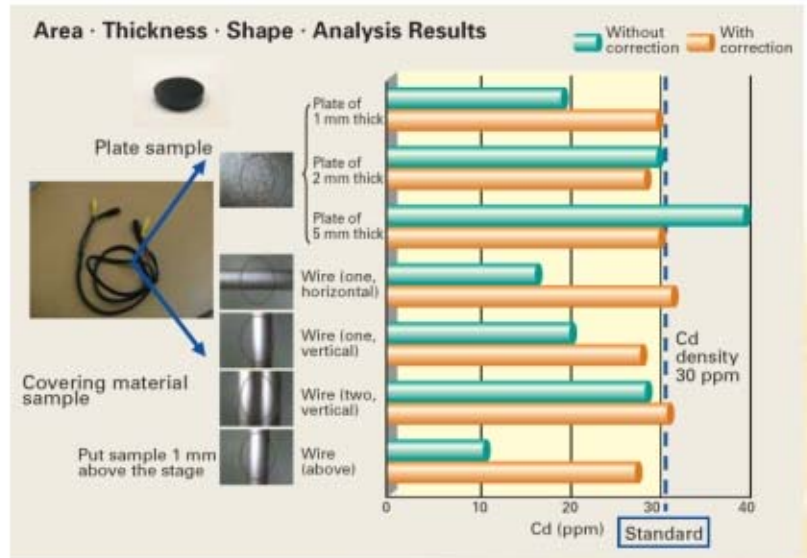 Area · Thickness · Shape · Analysis Results
Without
correction
With
correction
Plate sample
Plate of
1 mm thick
Plate of
2 mm thick
Plate of
5 mm thick
Wire (one,
horizontal)
Wire (one,
vertical)
Covering material
sample
Wire (two,
vertical)
Put sample 1 mm
above the stage
Wire
(above)
Cd
density
30 ppm
0 10 20 30 40
Cd (ppm)
Standard